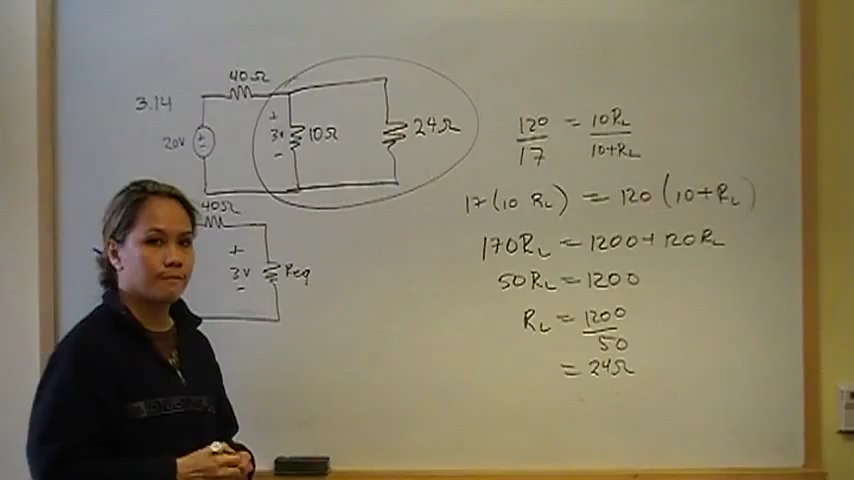 40Ω
3.14
20V
+
-
+
3V
-
10Ω
24Ω
40Ω
+
3V
-
Req
120/17 = 10RL/10+RL
17(10 RL) = 120(10+RL)
170RL = 1200+120RL
50RL = 1200
RL = 1200/50
= 24Ω